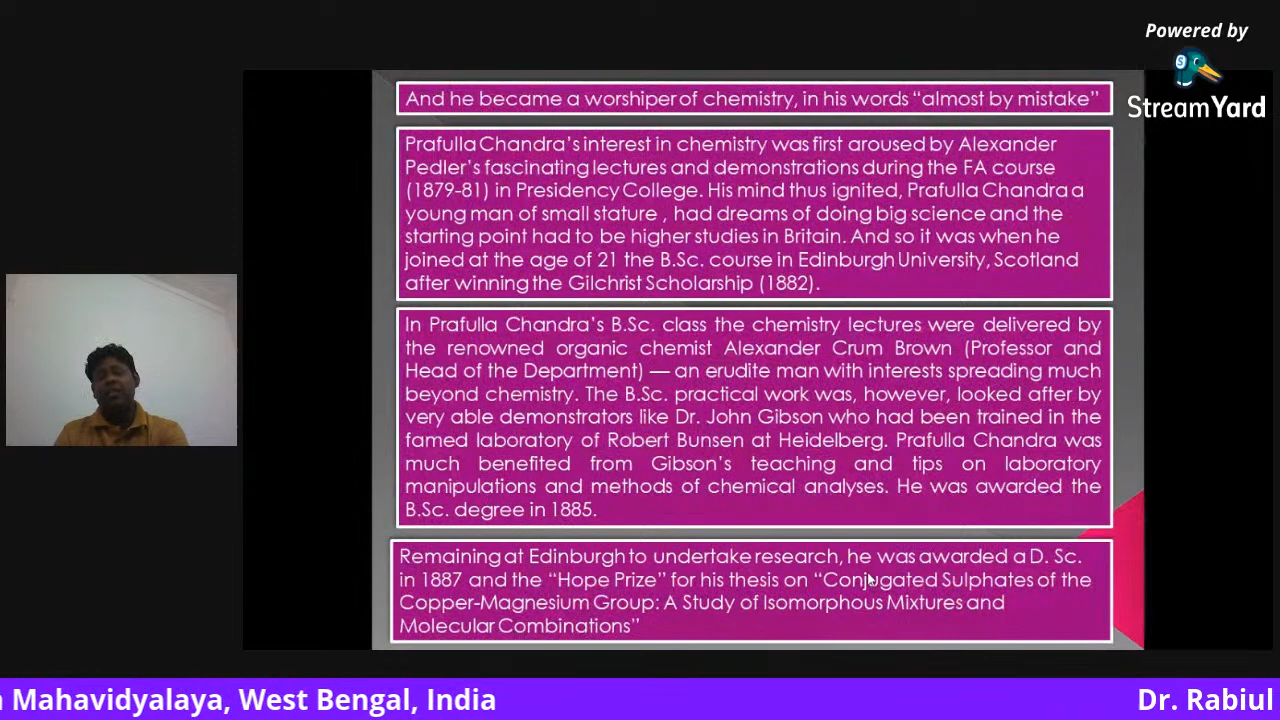 Powered by
StreamYard
And he became a worshiper of chemistry, in his words “almost by mistake”
Prafulla Chandra’s interest in chemistry was first aroused by Alexander
Pedler’s fascinating lectures and demonstrations during the FA course
(1879-81) in Presidency College. His mind thus ignited, Prafulla Chandra a
young man of small stature , had dreams of doing big science and the
starting point had to be higher studies in Britain. And so it was when he
joined at the age of 21 the B.Sc. course in Edinburgh University, Scotland
after winning the Gilchrist Scholarship (1882).
In Prafulla Chandra’s B.Sc. class the chemistry lectures were delivered by
the renowned organic chemist Alexander Crum Brown (Professor and
Head of the Department) — an erudite man with interests spreading much
beyond chemistry. The B.Sc. practical work was, however, looked after by
very able demonstrators like Dr. John Gibson who had been trained in the
famed laboratory of Robert Bunsen at Heidelberg. Prafulla Chandra was
much benefited from Gibson’s teaching and tips on laboratory
manipulations and methods of chemical analyses. He was awarded the
B.Sc. degree in 1885.
Remaining at Edinburgh to undertake research, he was awarded a D. Sc.
in 1887 and the “Hope Prize” for his thesis on “Conjugated Sulphates of the
Copper-Magnesium Group: A Study of Isomorphous Mixtures and
Molecular Combinations”
Mahavidyalaya, West Bengal, India
Dr. Rabiul